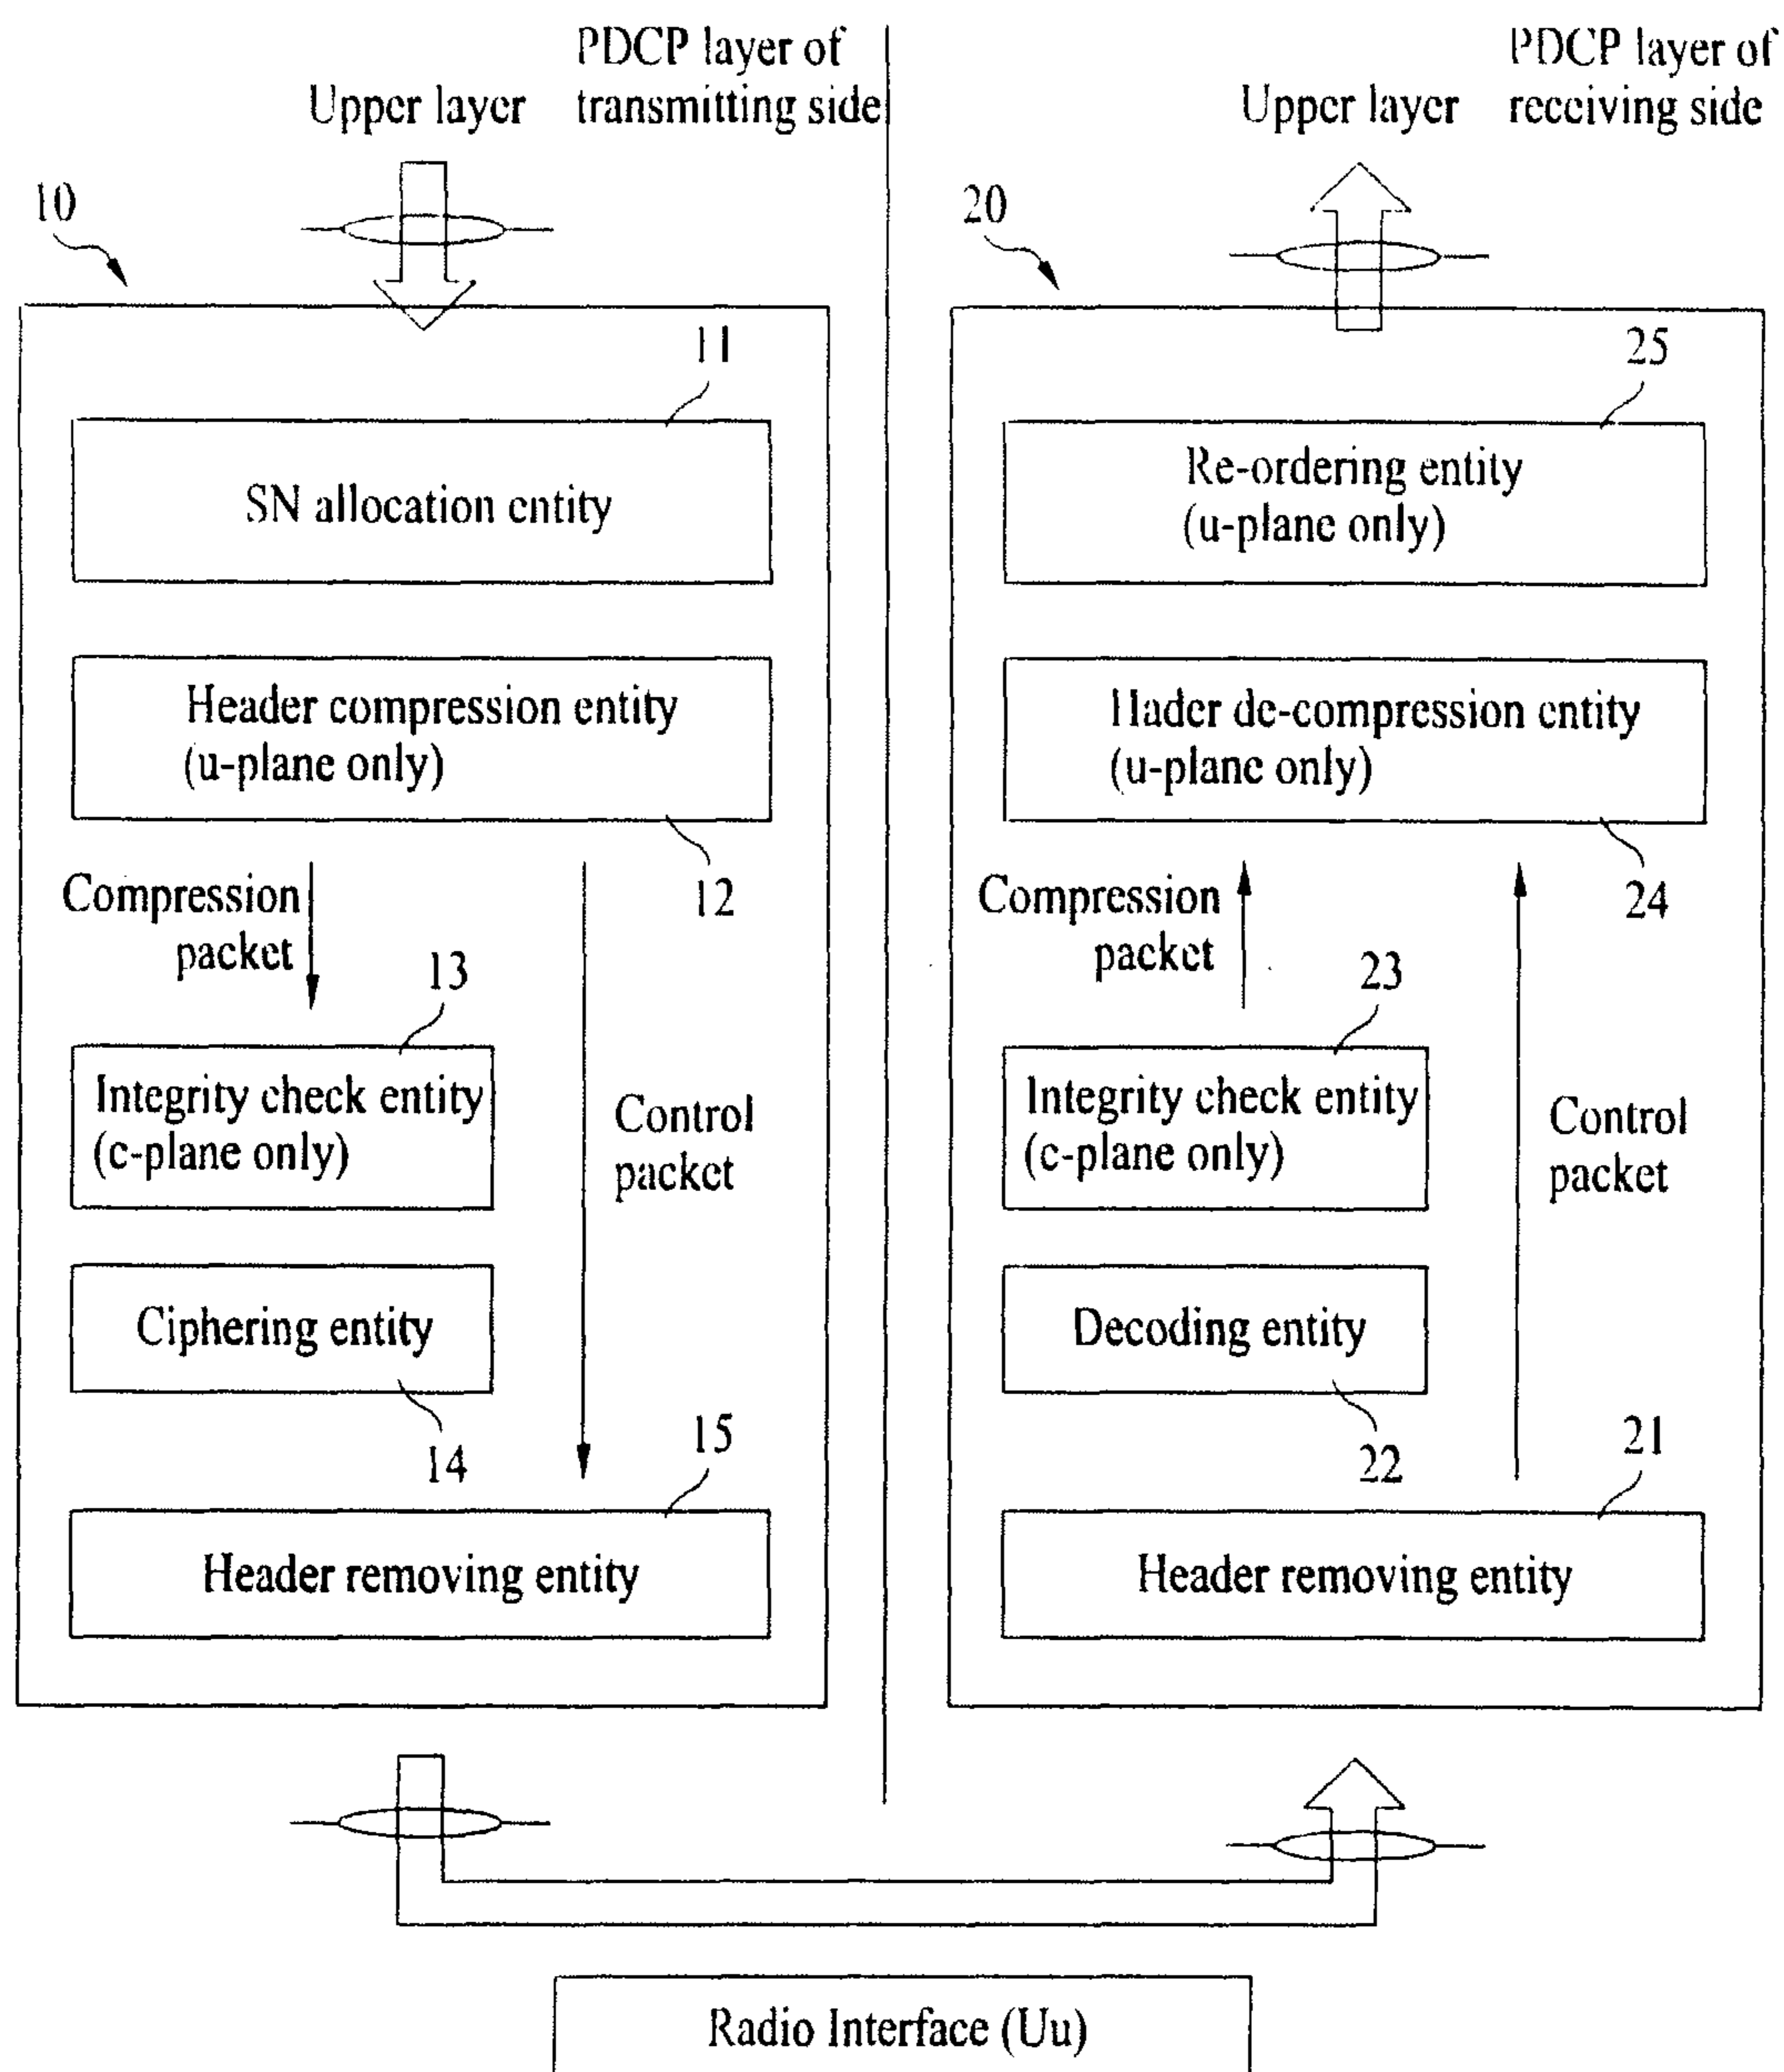 PDCP layer of
Upper layer transmitting side
10
11
SN allocation entity
Header compression entity
(u-plane only)
12
Compression
packet
13
Integrity check entity
(c-plane only)
Control
packet
Ciphering entity
14
15
Header removing entity
PDCP layer of
Upper layer receiving side
20
25
Re-ordering entity
(u-plane only)
Hader de-compression entity
(u-plane only)
24
Compression
packet
23
Integrity check entity
(c-plane only)
Control
packet
Decoding entity
22
21
Header removing entity
Radio Interface (Uu)